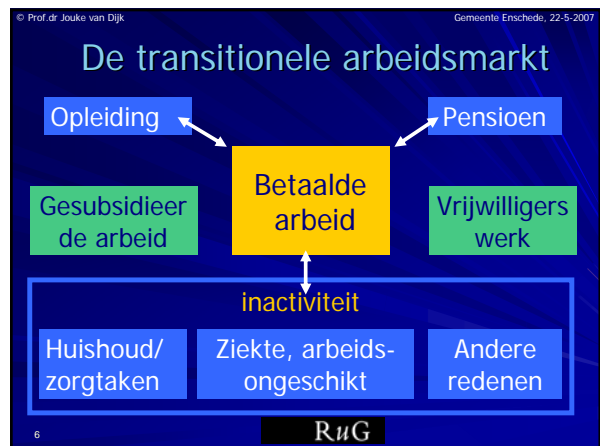 © Prof.dr Jouke van Dijk
Gemeente Enschede, 22-5-2007
De transitionele arbeidsmarkt
Opleiding
Pensioen
Betaalde
arbeid
Gesubsidieer
de arbeid
Vrijwilligers
werk
inactiviteit
Huishoud/
zorgtaken
Ziekte, arbeids-
ongeschikt
Andere
redenen
6
RuG